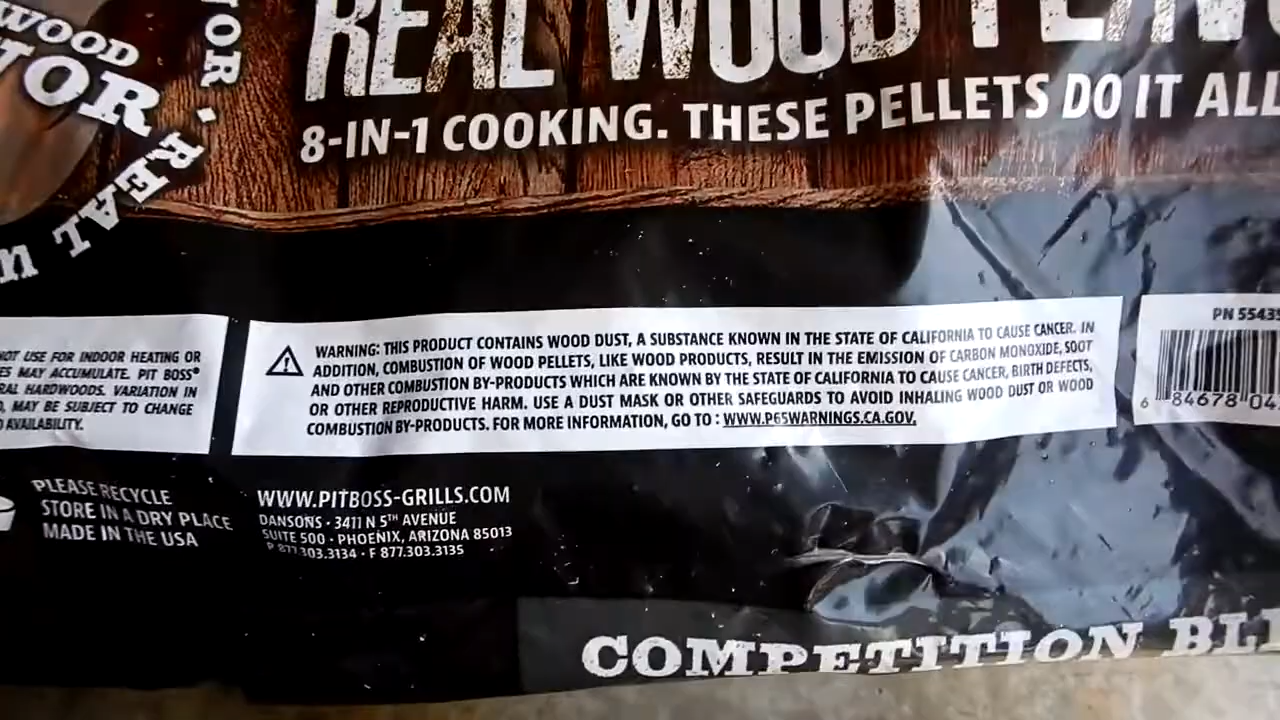 WOOD
VOR
TOR · REAL
REAL WOOD
8-IN-1 COOKING. THESE PELLETS DO IT ALL
NOT USE FOR INDOOR HEATING OR
MAY ACCUMULATE. PIT BOSS®
HARDWOODS. VARIATION IN
MAY BE SUBJECT TO CHANGE
AVAILABILITY.
WARNING: THIS PRODUCT CONTAINS WOOD DUST, A SUBSTANCE KNOWN IN THE STATE OF CALIFORNIA TO CAUSE CANCER. IN
ADDITION, COMBUSTION OF WOOD PELLETS, LIKE WOOD PRODUCTS, RESULT IN THE EMISSION OF CARBON MONOXIDE, SOOT
AND OTHER COMBUSTION BY-PRODUCTS WHICH ARE KNOWN BY THE STATE OF CALIFORNIA TO CAUSE CANCER, BIRTH DEFECTS,
OR OTHER REPRODUCTIVE HARM. USE A DUST MASK OR OTHER SAFEGUARDS TO AVOID INHALING WOOD DUST OR WOOD
COMBUSTION BY-PRODUCTS. FOR MORE INFORMATION, GO TO : WWW.P65WARNINGS.CA.GOV.
PN 5543
6 84678 04
PLEASE RECYCLE
STORE IN A DRY PLACE
MADE IN THE USA
WWW.PITBOSS-GRILLS.COM
DANSONS · 3411 N 5TH AVENUE
SUITE 500 · PHOENIX, ARIZONA 85013
P 877.303.3134 · F 877.303.3135
COMPETITION BL